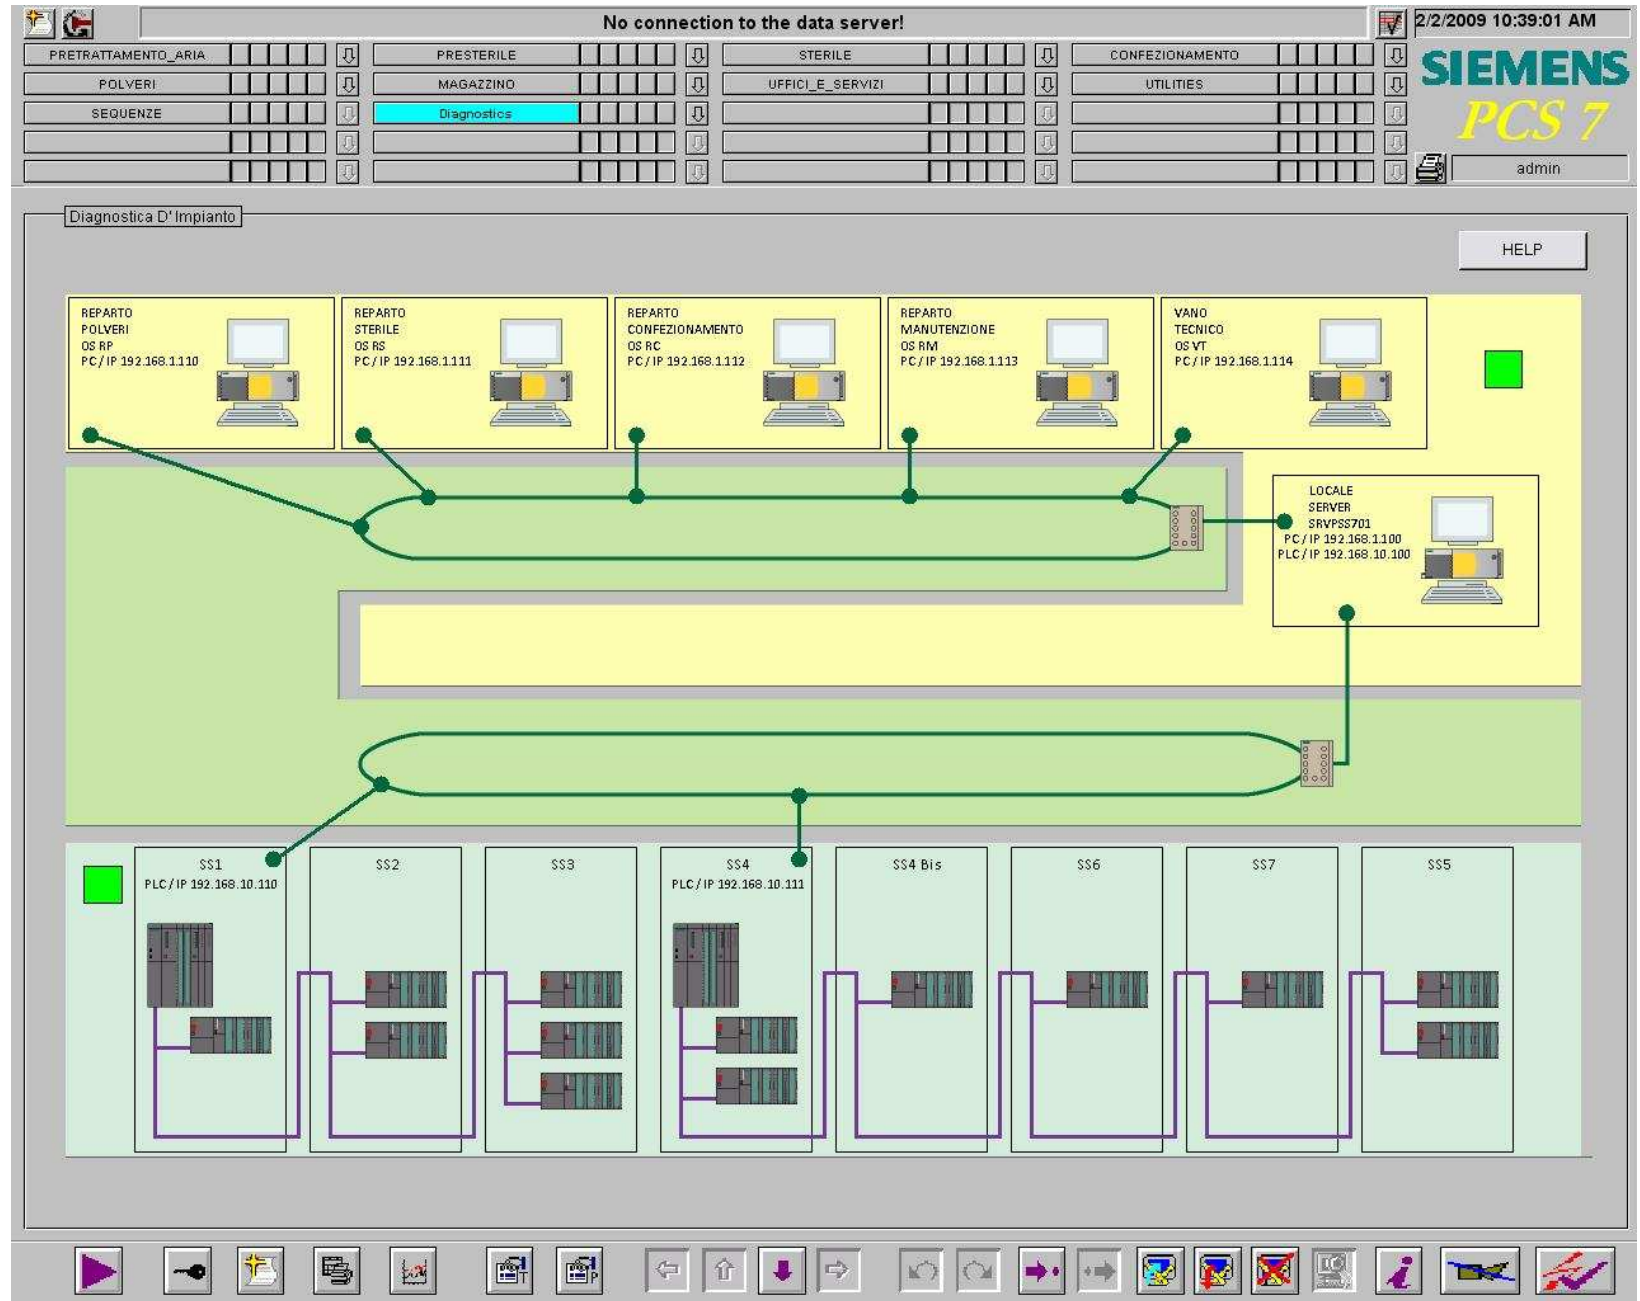 No connection to the data server!
2/2/2009 10:39:01 AM
PRETRATTAMENTO_ARIA
PRESTERILE
STERILE
CONFEZIONAMENTO
POLVERI
MAGAZZINO
UFFICI_E_SERVIZI
UTILITIES
SEQUENZE
Diagnostics
SIEMENS
PCS 7
admin
Diagnostica D' Impianto
HELP
REPARTO
POLVERI
OS RP
PC / IP 192.168.1.110
REPARTO
STERILE
OS RS
PC / IP 192.168.1.111
REPARTO
CONFEZIONAMENTO
OS RC
PC / IP 192.168.1.112
REPARTO
MANUTENZIONE
OS RM
PC / IP 192.168.1.113
VANO
TECNICO
OS VT
PC / IP 192.168.1.114
LOCALE
SERVER
SRVPSS701
PC / IP 192.168.1.100
PLC / IP 192.168.10.100
SS1
PLC / IP 192.168.10.110
SS2
SS3
SS4
PLC / IP 192.168.10.111
SS4 Bis
SS6
SS7
SS5
T
P
i